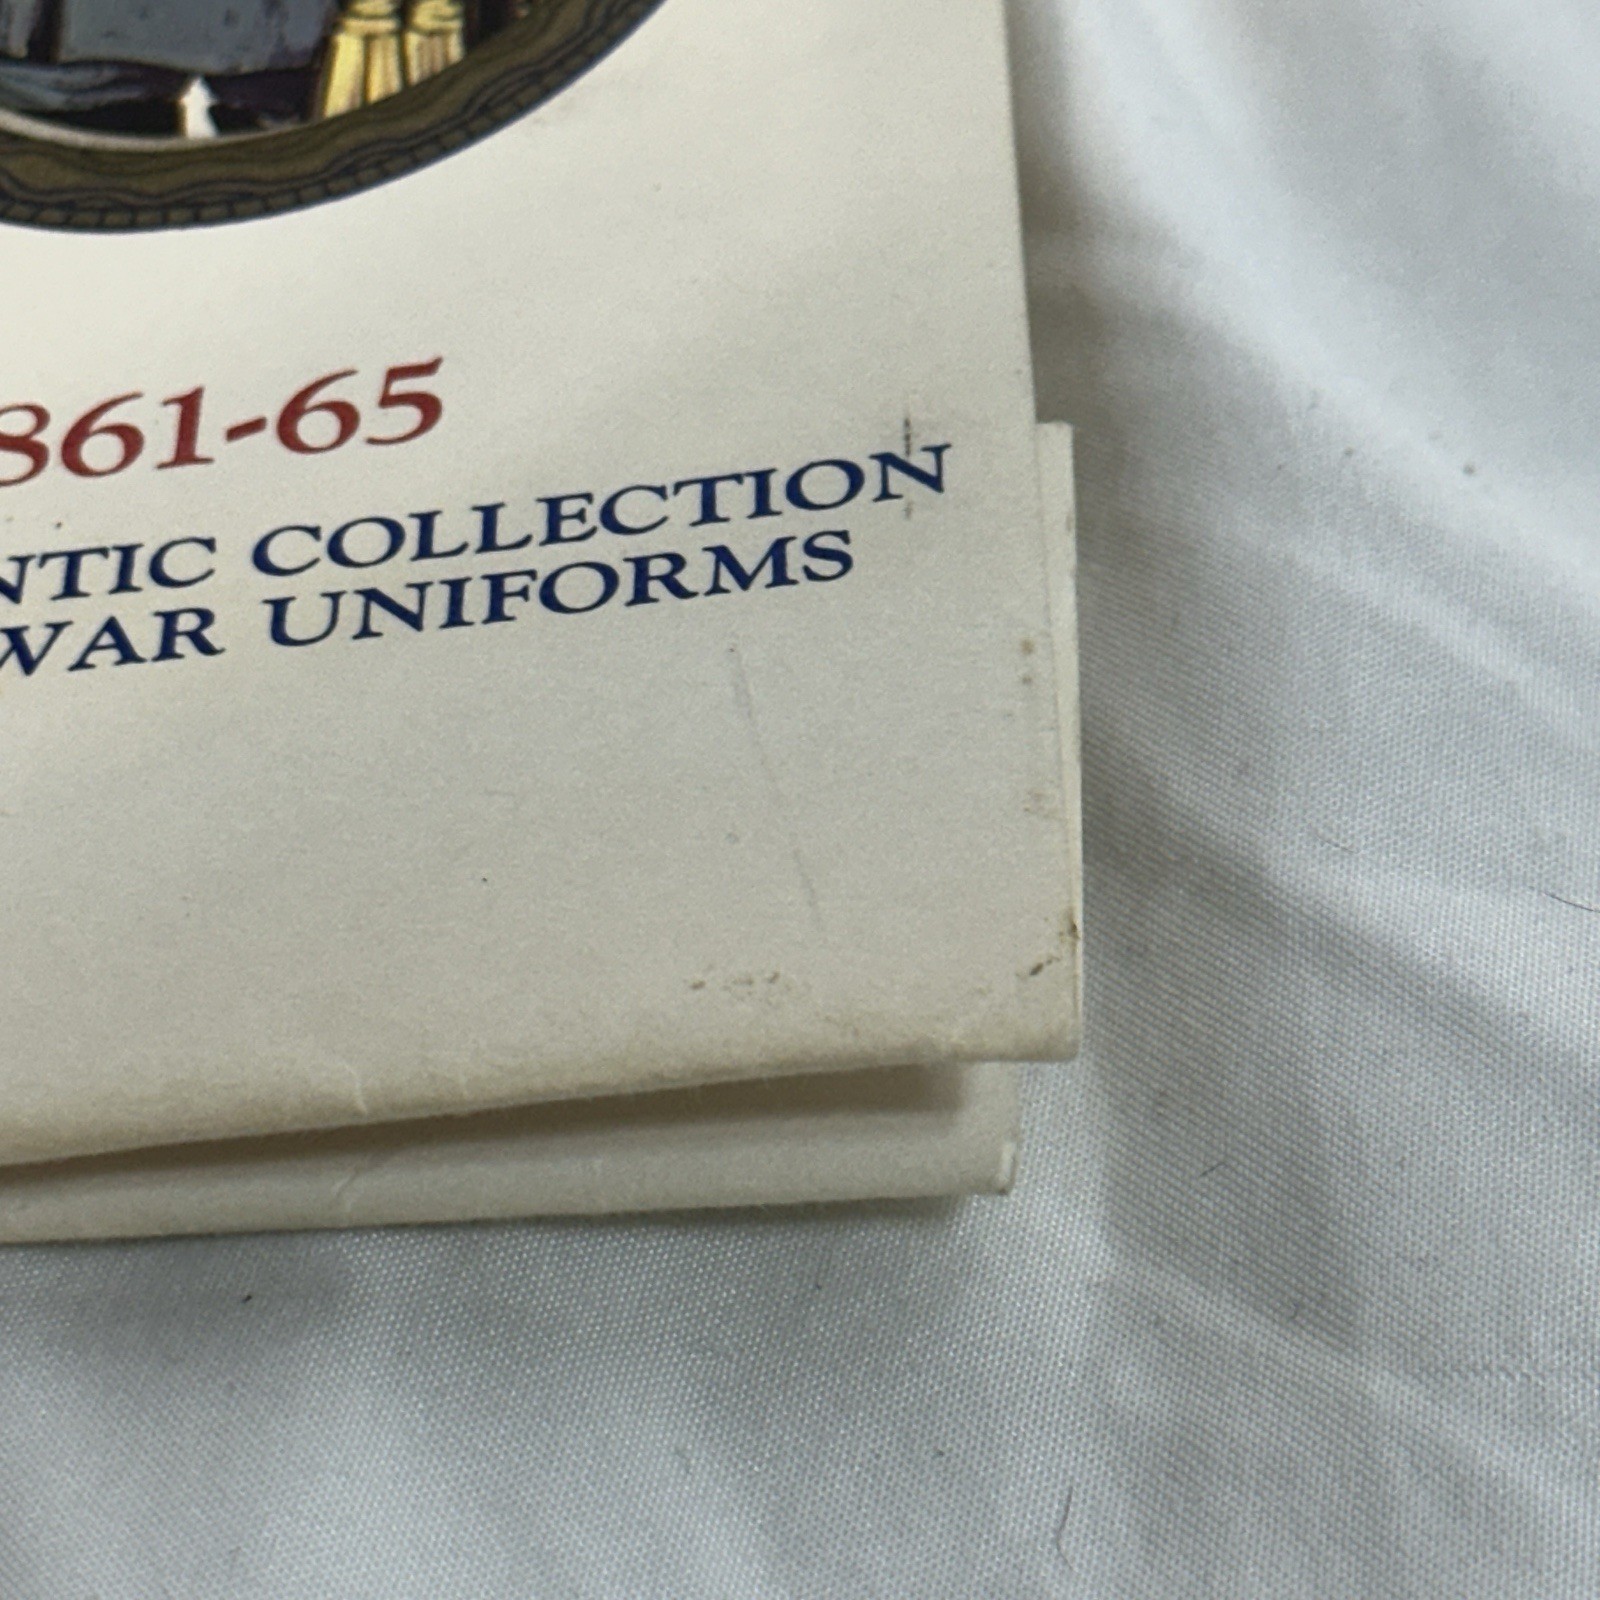 861-65
NTIC COLLECTION
WAR UNIFORMS